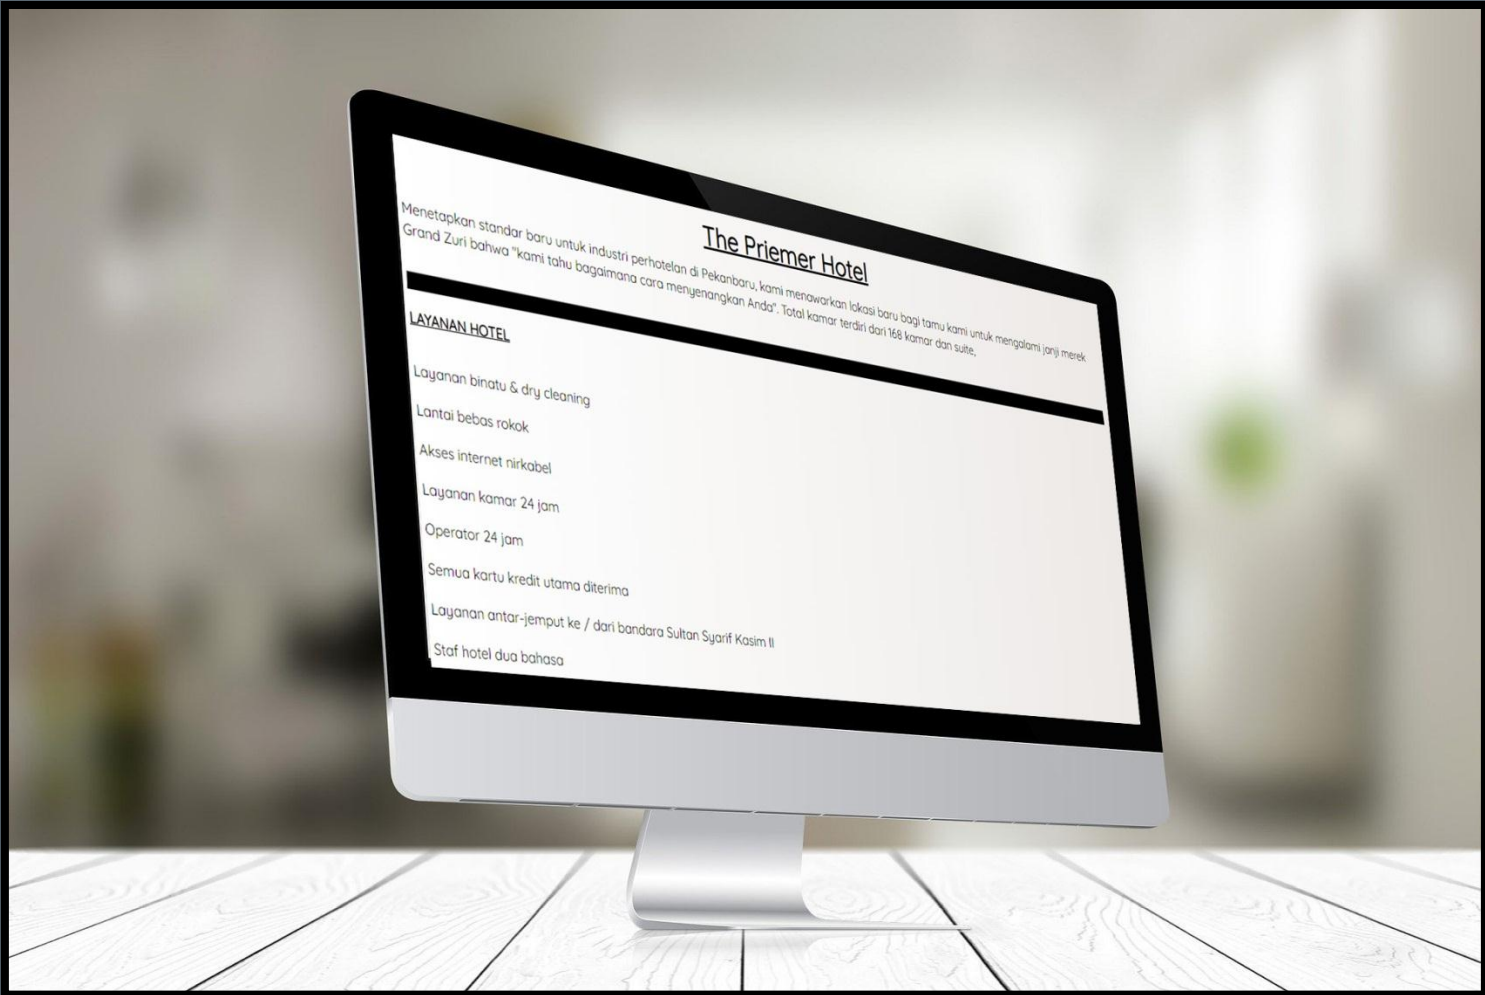 The Priemer Hotel
Menetapkan standar baru untuk industri perhotelan di Pekanbaru, kami menawarkan lokasi baru bagi tamu kami untuk mengalami janji merek
Grand Zuri bahwa "kami tahu bagaimana cara menyenangkan Anda". Total kamar terdiri dari 168 kamar dan suite,
LAYANAN HOTEL
Layanan binatu & dry cleaning
Lantai bebas rokok
Akses internet nirkabel
Layanan kamar 24 jam
Operator 24 jam
Semua kartu kredit utama diterima
Layanan antar-jemput ke / dari bandara Sultan Syarif Kasim II
Staf hotel dua bahasa